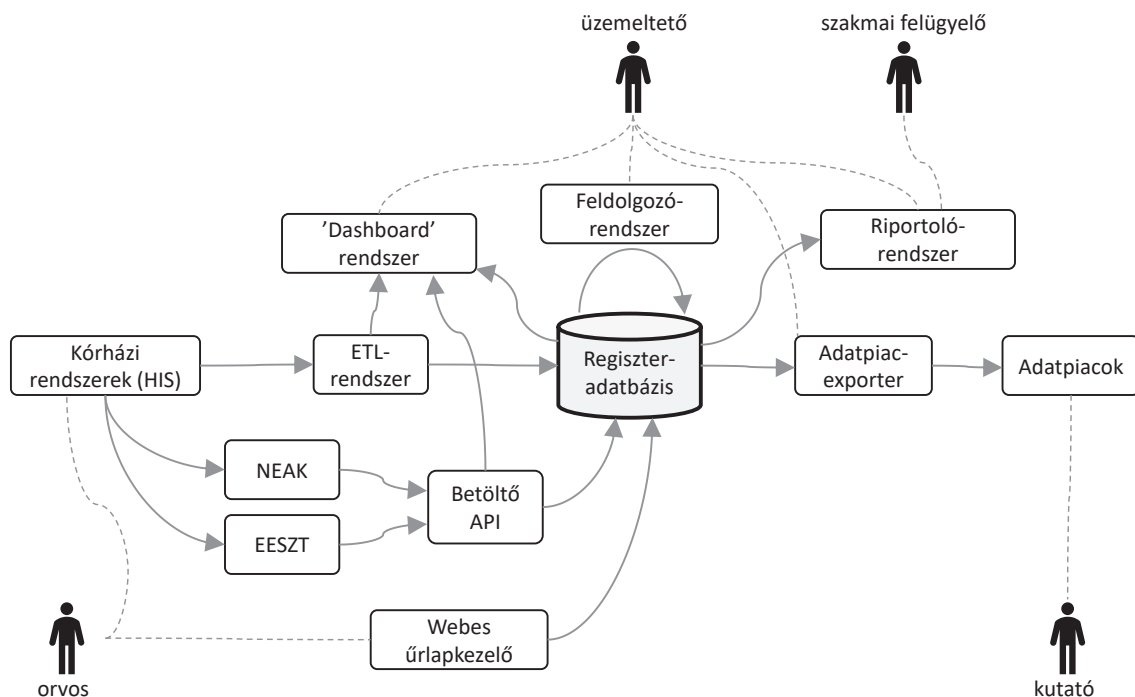 üzemeltető
szakmai felügyelő
Feldolgozó-
rendszer
'Dashboard'
rendszer
Riportoló-
rendszer
Kórházi
rendszerek (HIS)
ETL-
rendszer
Regiszter-
adatbázis
Adatpiac-
exporter
Adatpiacok
NEAK
Betöltő
API
EESZT
Webes
űrlapkezelő
orvos
kutató